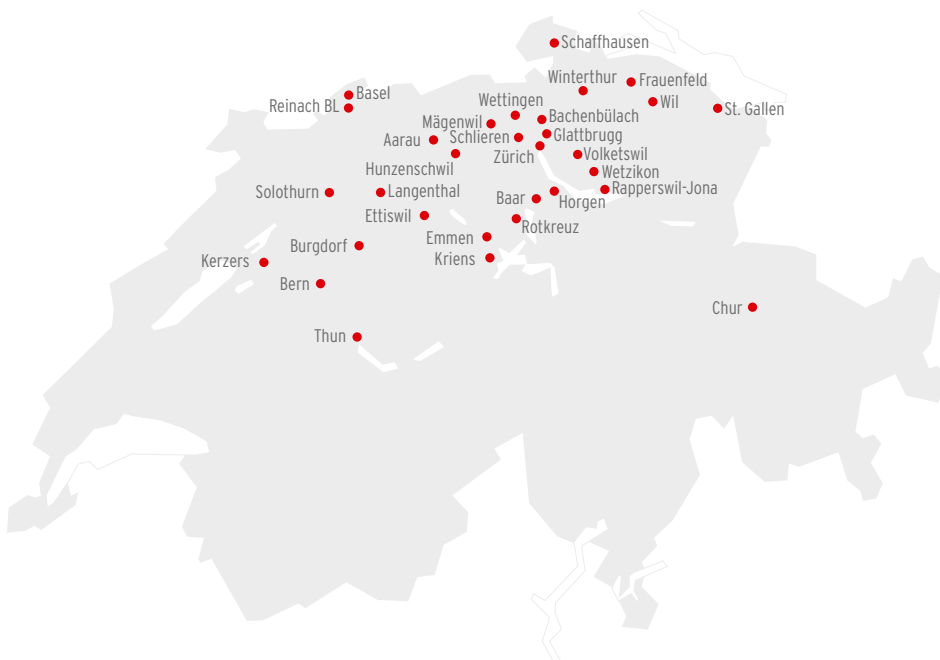 Schaffhausen
Winterthur
Frauenfeld
Basel
Wil
Reinach BL
Wettingen
St. Gallen
Mägenwil
Bachenbülach
Aarau
Schlieren
Glattbrugg
Zürich
Volketswil
Hunzenschwil
Wetzikon
Solothurn
Langenthal
Rapperswil-Jona
Baar
Horgen
Ettiswil
Rotkreuz
Emmen
Burgdorf
Kriens
Kerzers
Bern
Chur
Thun